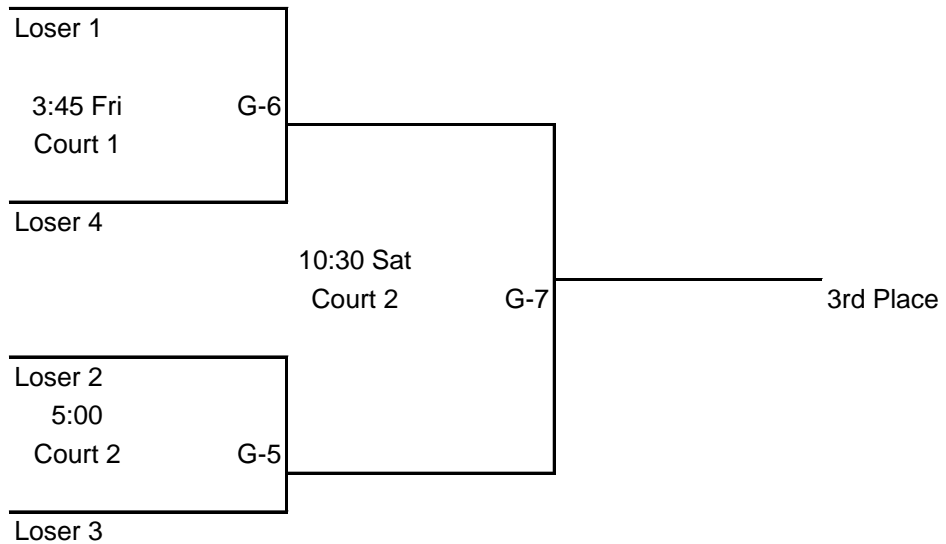 Loser 1
3:45 Fri G-6
Court 1
Loser 4
10:30 Sat
Court 2 G-7
3rd Place
Loser 2
5:00
Court 2 G-5
Loser 3